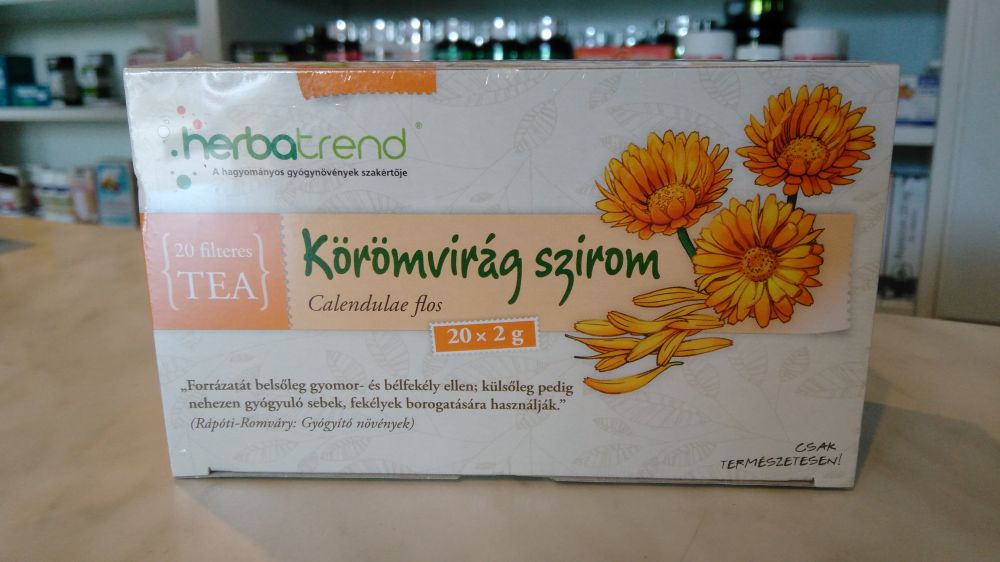 herbatrend®
A hagyományos gyógynövények szakértője
20 filteres
TEA
Körömvirág szirom
Calendulae flos
20 × 2 g
„Forrázatát belsőleg gyomor- és bélfekély ellen; külsőleg pedig
nehezen gyógyuló sebek, fekélyek borogatására használják.”
(Rápóti-Romváry: Gyógyító növények)
CSAK
TERMÉSZETESEN!